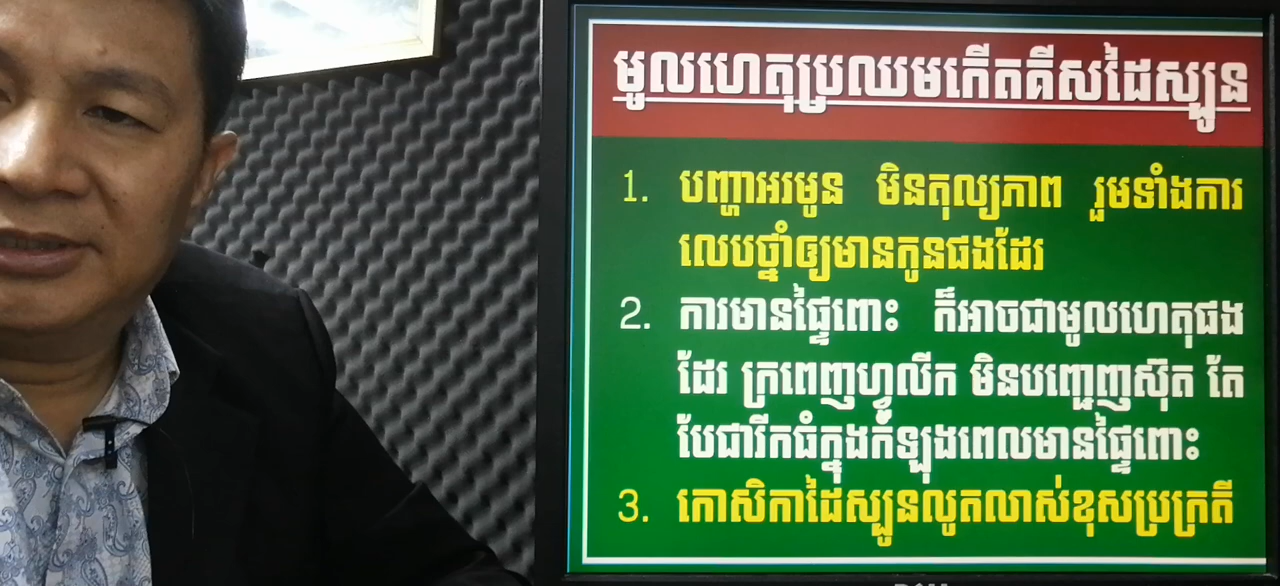 មូលហេតុប្រឈមកើតគីសដៃស្បូន
1. បញ្ហាអរមូន មិនតុល្យភាព រួមទាំងការ
លេបថ្នាំឲ្យមានកូនផងដែរ
2. ការមានផ្ទៃពោះ ក៏អាចជាមូលហេតុផង
ដែរ ក្រពេញហ្វូលីក មិនបញ្ចេញស៊ុត តែ
បែជារីកធំក្នុងកំឡុងពេលមានផ្ទៃពោះ
3. កោសិកាដៃស្បូនលូតលាស់ខុសប្រក្រតី